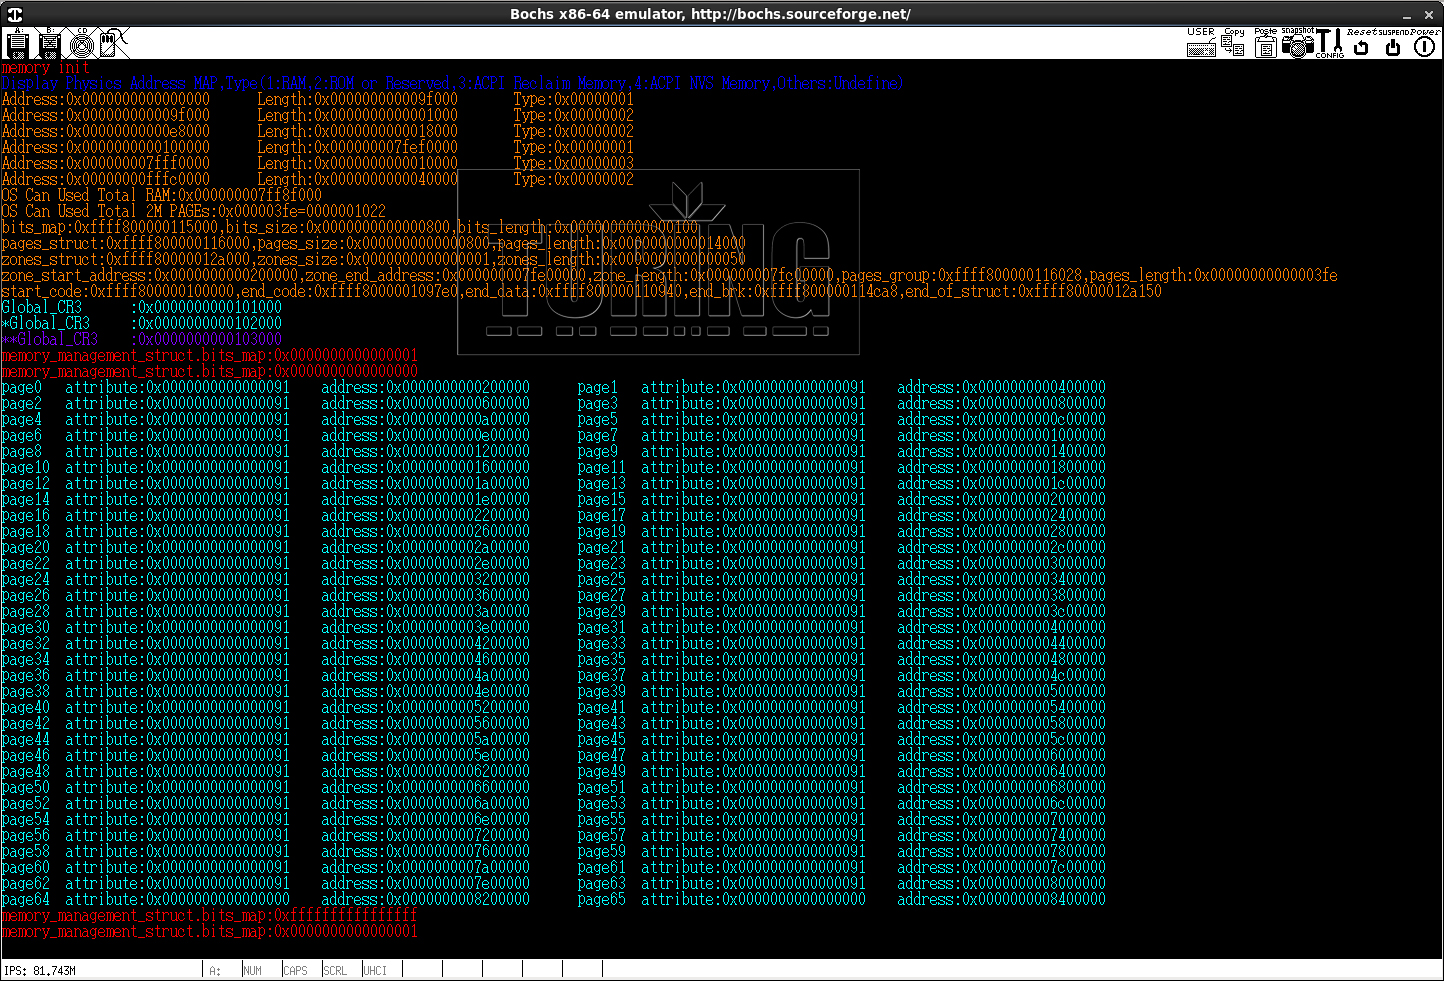 Bochs x86-64 emulator, http://bochs.sourceforge.net/
A: B: CD USER Copy Paste snapshot CONFIG Reset SUSPEND Power
memory init
Display Physics Address MAP,Type(1:RAM,2:ROM or Reserved,3:ACPI Reclaim Memory,4:ACPI NVS Memory,Others:Undefine)
Address:0x0000000000000000 Length:0x000000000009f000 Type:0x00000001
Address:0x000000000009f000 Length:0x0000000000001000 Type:0x00000002
Address:0x00000000000e8000 Length:0x0000000000018000 Type:0x00000002
Address:0x0000000000100000 Length:0x0000000007fef0000 Type:0x00000001
Address:0x0000000007fff0000 Length:0x0000000000010000 Type:0x00000003
Address:0x00000000fffc0000 Length:0x0000000000040000 Type:0x00000002
OS Can Used Total RAM:0x0000000007ff8f000
OS Can Used Total 2M PAGEs:0x000003fe=0000001022
bits_map:0xffff800000115000,bits_size:0x0000000000000800,bits_length:0x0000000000000100
pages_struct:0xffff800000116000,pages_size:0x0000000000000800,pages_length:0x0000000000014000
zones_struct:0xffff80000012a000,zones_size:0x0000000000000001,zones_length:0x0000000000000050
zone_start_address:0x0000000000200000,zone_end_address:0x000000007fe00000,zone_length:0x000000007fc00000,pages_group:0xffff800000116028,pages_length:0x00000000000003fe
start_code:0xffff800000100000,end_code:0xffff8000001097e0,end_data:0xffff800000110940,end_brk:0xffff800000114ca8,end_of_struct:0xffff80000012a150
TURING
Global_CR3 :0x0000000000101000
*Global_CR3 :0x0000000000102000
**Global_CR3 :0x0000000000103000
memory_management_struct.bits_map:0x0000000000000001
memory_management_struct.bits_map:0x0000000000000000
page0 attribute:0x0000000000000091 address:0x0000000000200000 page1 attribute:0x0000000000000091 address:0x0000000000400000
page2 attribute:0x0000000000000091 address:0x0000000000600000 page3 attribute:0x0000000000000091 address:0x0000000000800000
page4 attribute:0x0000000000000091 address:0x0000000000a00000 page5 attribute:0x0000000000000091 address:0x0000000000c00000
page6 attribute:0x0000000000000091 address:0x0000000000e00000 page7 attribute:0x0000000000000091 address:0x0000000001000000
page8 attribute:0x0000000000000091 address:0x0000000001200000 page9 attribute:0x0000000000000091 address:0x0000000001400000
page10 attribute:0x0000000000000091 address:0x0000000001600000 page11 attribute:0x0000000000000091 address:0x0000000001800000
page12 attribute:0x0000000000000091 address:0x0000000001a00000 page13 attribute:0x0000000000000091 address:0x0000000001c00000
page14 attribute:0x0000000000000091 address:0x0000000001e00000 page15 attribute:0x0000000000000091 address:0x0000000002000000
page16 attribute:0x0000000000000091 address:0x0000000002200000 page17 attribute:0x0000000000000091 address:0x0000000002400000
page18 attribute:0x0000000000000091 address:0x0000000002600000 page19 attribute:0x0000000000000091 address:0x0000000002800000
page20 attribute:0x0000000000000091 address:0x0000000002a00000 page21 attribute:0x0000000000000091 address:0x0000000002c00000
page22 attribute:0x0000000000000091 address:0x0000000002e00000 page23 attribute:0x0000000000000091 address:0x0000000003000000
page24 attribute:0x0000000000000091 address:0x0000000003200000 page25 attribute:0x0000000000000091 address:0x0000000003400000
page26 attribute:0x0000000000000091 address:0x0000000003600000 page27 attribute:0x0000000000000091 address:0x0000000003800000
page28 attribute:0x0000000000000091 address:0x0000000003a00000 page29 attribute:0x0000000000000091 address:0x0000000003c00000
page30 attribute:0x0000000000000091 address:0x0000000003e00000 page31 attribute:0x0000000000000091 address:0x0000000004000000
page32 attribute:0x0000000000000091 address:0x0000000004200000 page33 attribute:0x0000000000000091 address:0x0000000004400000
page34 attribute:0x0000000000000091 address:0x0000000004600000 page35 attribute:0x0000000000000091 address:0x0000000004800000
page36 attribute:0x0000000000000091 address:0x0000000004a00000 page37 attribute:0x0000000000000091 address:0x0000000004c00000
page38 attribute:0x0000000000000091 address:0x0000000004e00000 page39 attribute:0x0000000000000091 address:0x0000000005000000
page40 attribute:0x0000000000000091 address:0x0000000005200000 page41 attribute:0x0000000000000091 address:0x0000000005400000
page42 attribute:0x0000000000000091 address:0x0000000005600000 page43 attribute:0x0000000000000091 address:0x0000000005800000
page44 attribute:0x0000000000000091 address:0x0000000005a00000 page45 attribute:0x0000000000000091 address:0x0000000005c00000
page46 attribute:0x0000000000000091 address:0x0000000005e00000 page47 attribute:0x0000000000000091 address:0x0000000006000000
page48 attribute:0x0000000000000091 address:0x0000000006200000 page49 attribute:0x0000000000000091 address:0x0000000006400000
page50 attribute:0x0000000000000091 address:0x0000000006600000 page51 attribute:0x0000000000000091 address:0x0000000006800000
page52 attribute:0x0000000000000091 address:0x0000000006a00000 page53 attribute:0x0000000000000091 address:0x0000000006c00000
page54 attribute:0x0000000000000091 address:0x0000000006e00000 page55 attribute:0x0000000000000091 address:0x0000000007000000
page56 attribute:0x0000000000000091 address:0x0000000007200000 page57 attribute:0x0000000000000091 address:0x0000000007400000
page58 attribute:0x0000000000000091 address:0x0000000007600000 page59 attribute:0x0000000000000091 address:0x0000000007800000
page60 attribute:0x0000000000000091 address:0x0000000007a00000 page61 attribute:0x0000000000000091 address:0x0000000007c00000
page62 attribute:0x0000000000000091 address:0x0000000007e00000 page63 attribute:0x0000000000000091 address:0x0000000008000000
page64 attribute:0x0000000000000000 address:0x0000000008200000 page65 attribute:0x0000000000000000 address:0x0000000008400000
memory_management_struct.bits_map:0xffffffffffffffff
memory_management_struct.bits_map:0x0000000000000001
IPS: 81.743M A: NUM CAPS SCRL UHCI